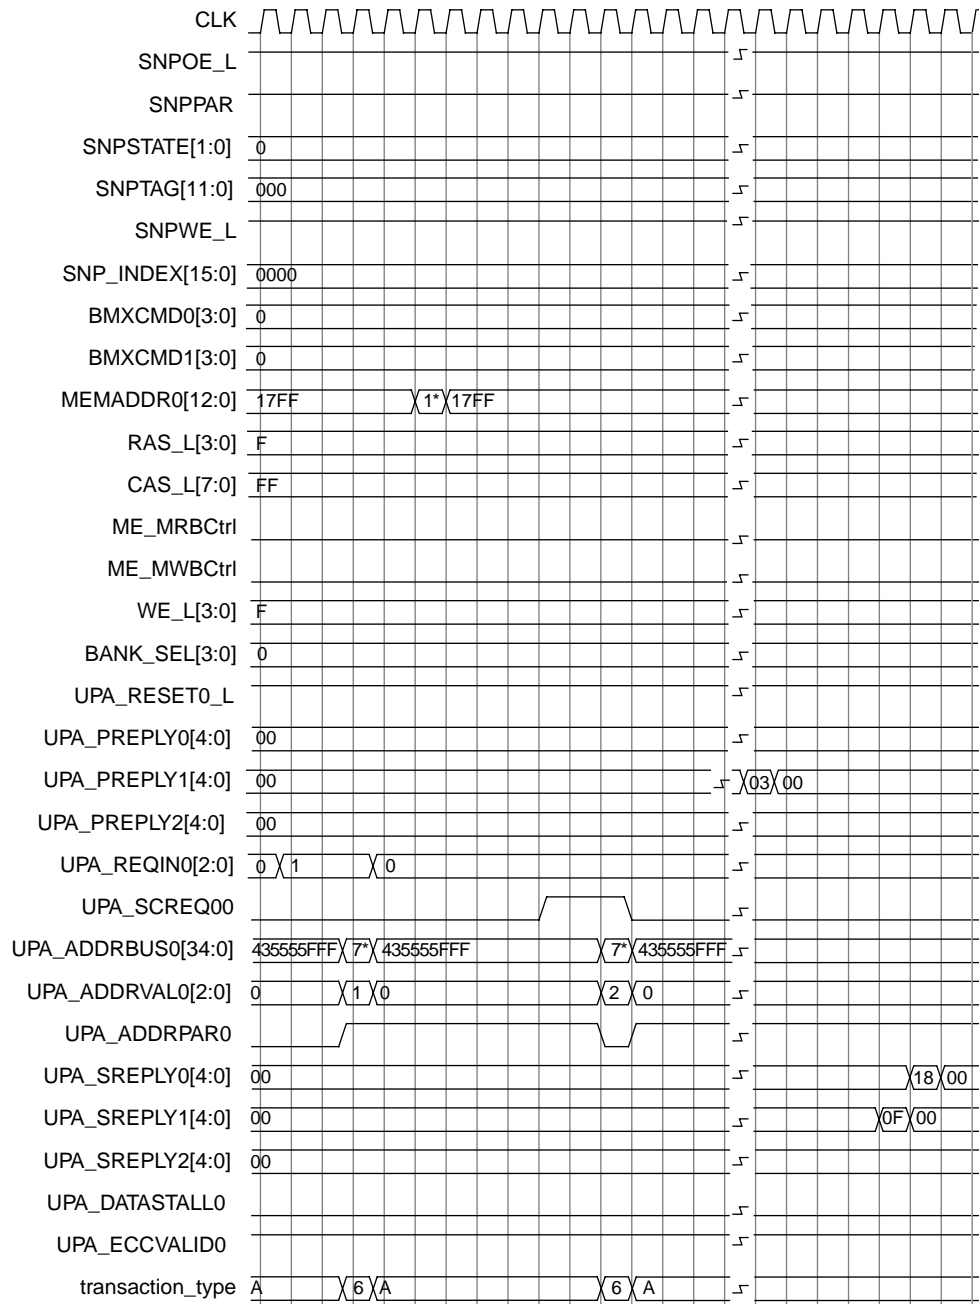 CLK
SNPOE_L
SNPPAR
SNPSTATE[1:0] 0
SNPTAG[11:0] 000
SNPWE_L
SNP_INDEX[15:0] 0000
BMXCMD0[3:0] 0
BMXCMD1[3:0] 0
MEMADDR0[12:0] 17FF 1* 17FF
RAS_L[3:0] F
CAS_L[7:0] FF
ME_MRBCtrl
ME_MWBCtrl
WE_L[3:0] F
BANK_SEL[3:0] 0
UPA_RESET0_L
UPA_PREPLY0[4:0] 00
UPA_PREPLY1[4:0] 00 03 00
UPA_PREPLY2[4:0] 00
UPA_REQIN0[2:0] 0 1 0
UPA_SCREQ00
UPA_ADDRBUS0[34:0] 435555FFF 7* 435555FFF 7* 435555FFF
UPA_ADDRVAL0[2:0] 0 1 0 2 0
UPA_ADDRPAR0
UPA_SREPLY0[4:0] 00 18 00
UPA_SREPLY1[4:0] 00 0F 00
UPA_SREPLY2[4:0] 00
UPA_DATASTALL0
UPA_ECCVALID0
transaction_type A 6 A 6 A